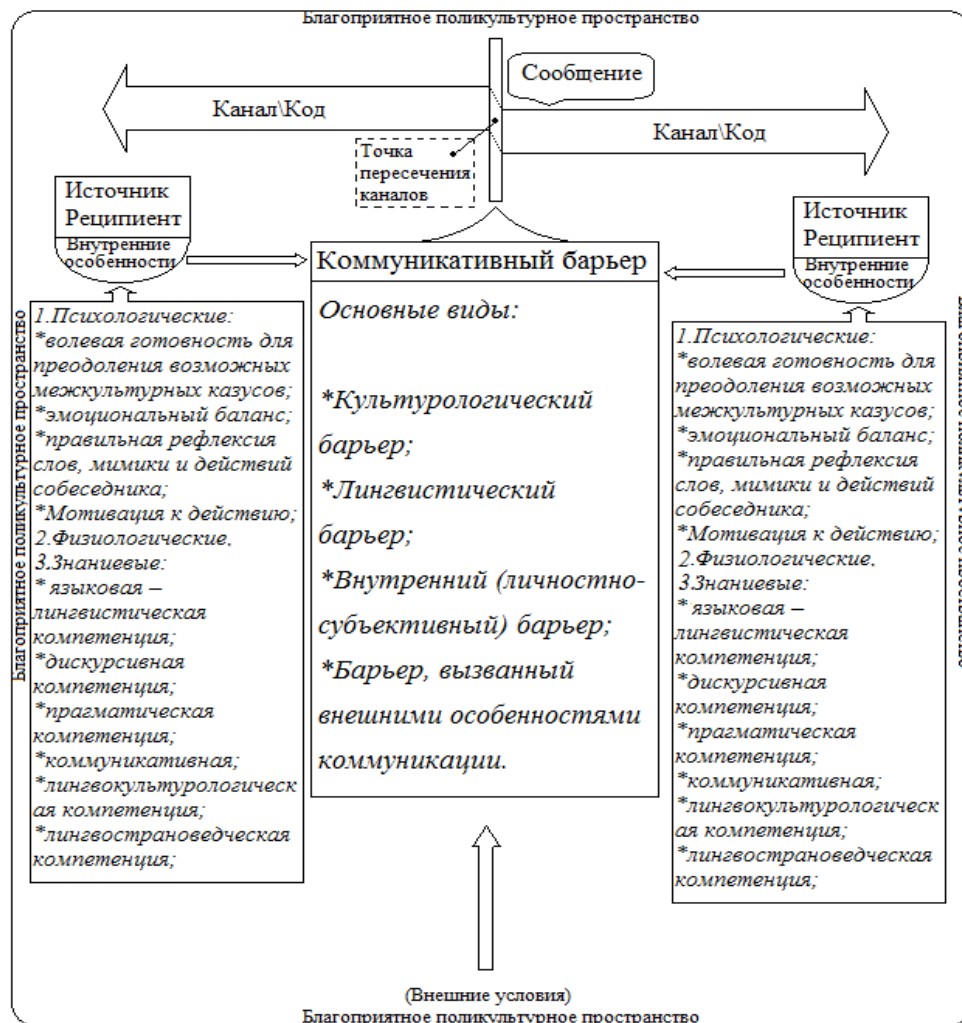 Благоприятное поликультурное пространство
Сообщение
Канал\Код
Канал\Код
Точка
пересечения
каналов
Источник
Реципиент
Внутренние
особенности
Источник
Реципиент
Внутренние
особенности
Коммуникативный барьер
Основные виды:
*Культурологический
барьер;
*Лингвистический
барьер;
*Внутренний (личностно-
субъективный) барьер;
*Барьер, вызванный
внешними особенностями
коммуникации.
Благоприятное поликультурное пространство
1.Психологические:
*волевая готовность для
преодоления возможных
межкультурных казусов;
*эмоциональный баланс;
*правильная рефлексия
слов, мимики и действий
собеседника;
*Мотивация к действию;
2.Физиологические.
3.Знаниевые:
* языковая –
лингвистическая
компетенция;
*дискурсивная
компетенция;
*прагматическая
компетенция;
*коммуникативная;
*лингвокультурологическ
ая компетенция;
*лингвострановедческая
компетенция;
1.Психологические:
*волевая готовность для
преодоления возможных
межкультурных казусов;
*эмоциональный баланс;
*правильная рефлексия
слов, мимики и действий
собеседника;
*Мотивация к действию;
2.Физиологические.
3.Знаниевые:
* языковая –
лингвистическая
компетенция;
*дискурсивная
компетенция;
*прагматическая
компетенция;
*коммуникативная;
*лингвокультурологическ
ая компетенция;
*лингвострановедческая
компетенция;
(Внешние условия)
Благоприятное поликультурное пространство